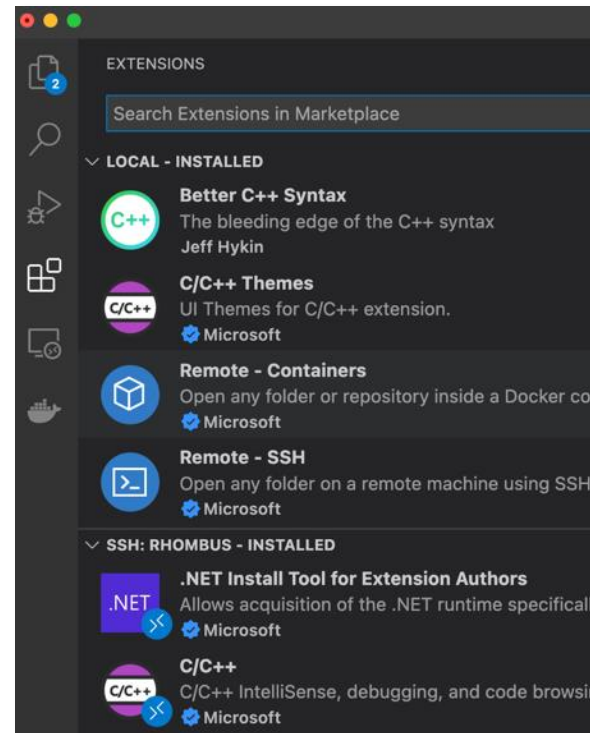 EXTENSIONS
2
Search Extensions in Marketplace
LOCAL - INSTALLED
C++
Better C++ Syntax
The bleeding edge of the C++ syntax
Jeff Hykin
C/C++
C/C++ Themes
UI Themes for C/C++ extension.
Microsoft
Remote - Containers
Open any folder or repository inside a Docker co
Microsoft
Remote - SSH
Open any folder on a remote machine using SSH
Microsoft
SSH: RHOMBUS - INSTALLED
.NET
.NET Install Tool for Extension Authors
Allows acquisition of the .NET runtime specifical
Microsoft
C/C++
C/C++
C/C++ IntelliSense, debugging, and code browsi
Microsoft